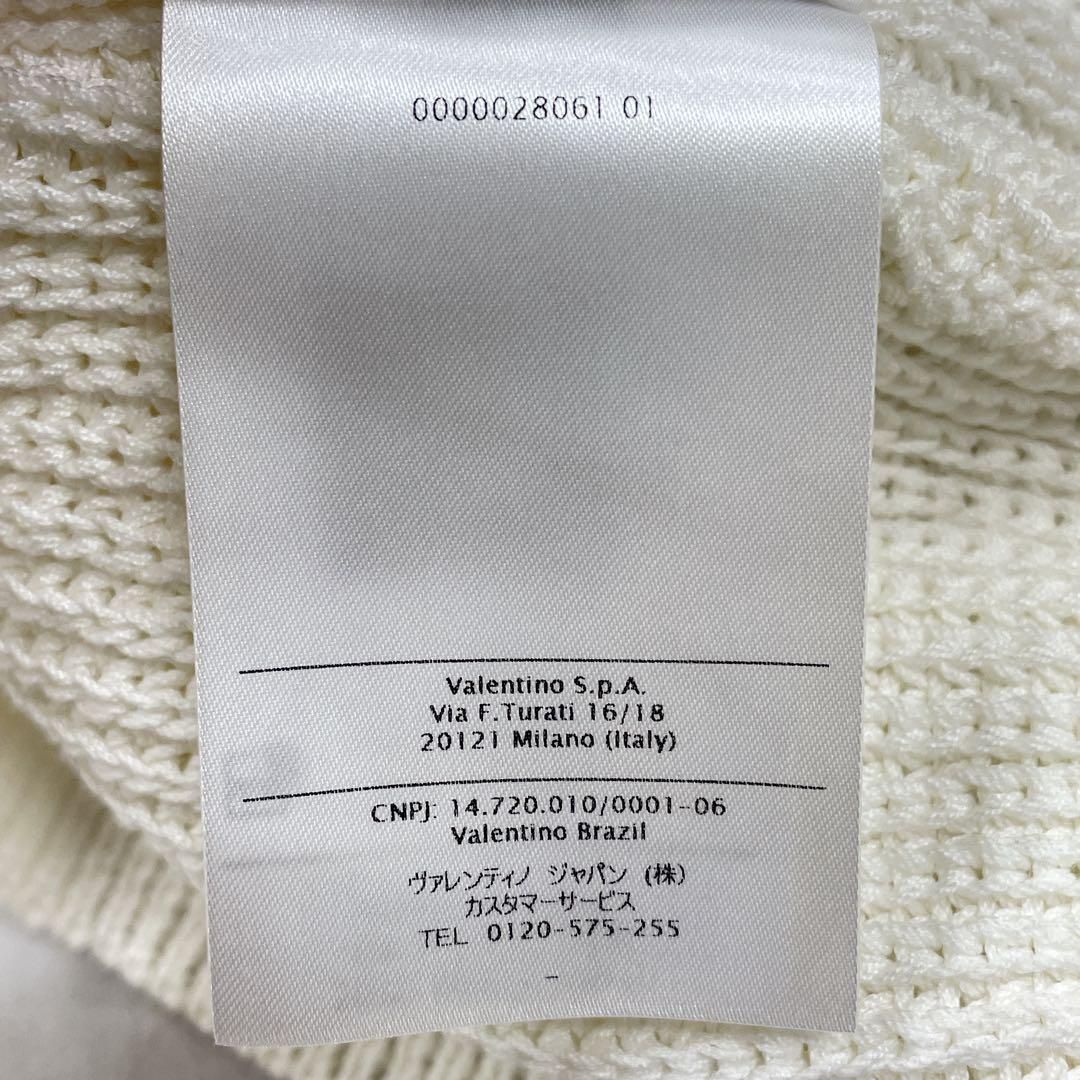 0000028061 01
Valentino S.p.A.
Via F.Turati 16/18
20121 Milano (Italy)
CNPJ: 14.720.010/0001-06
Valentino Brazil
ヴァレンティノ ジャパン (株)
カスタマーサービス
TEL 0120-575-255
-